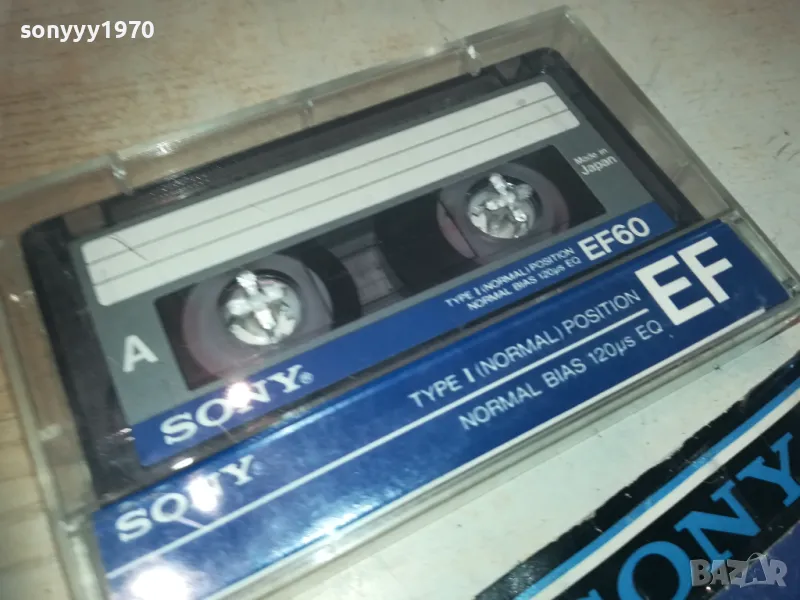 sonyyy1970
Made in
Japan
A
TYPE I (NORMAL) POSITION
NORMAL BIAS 120µs EQ
EF60
SONY®
TYPE I (NORMAL) POSITION
NORMAL BIAS 120µs EQ
EF
SONY
SONY
BAZAR